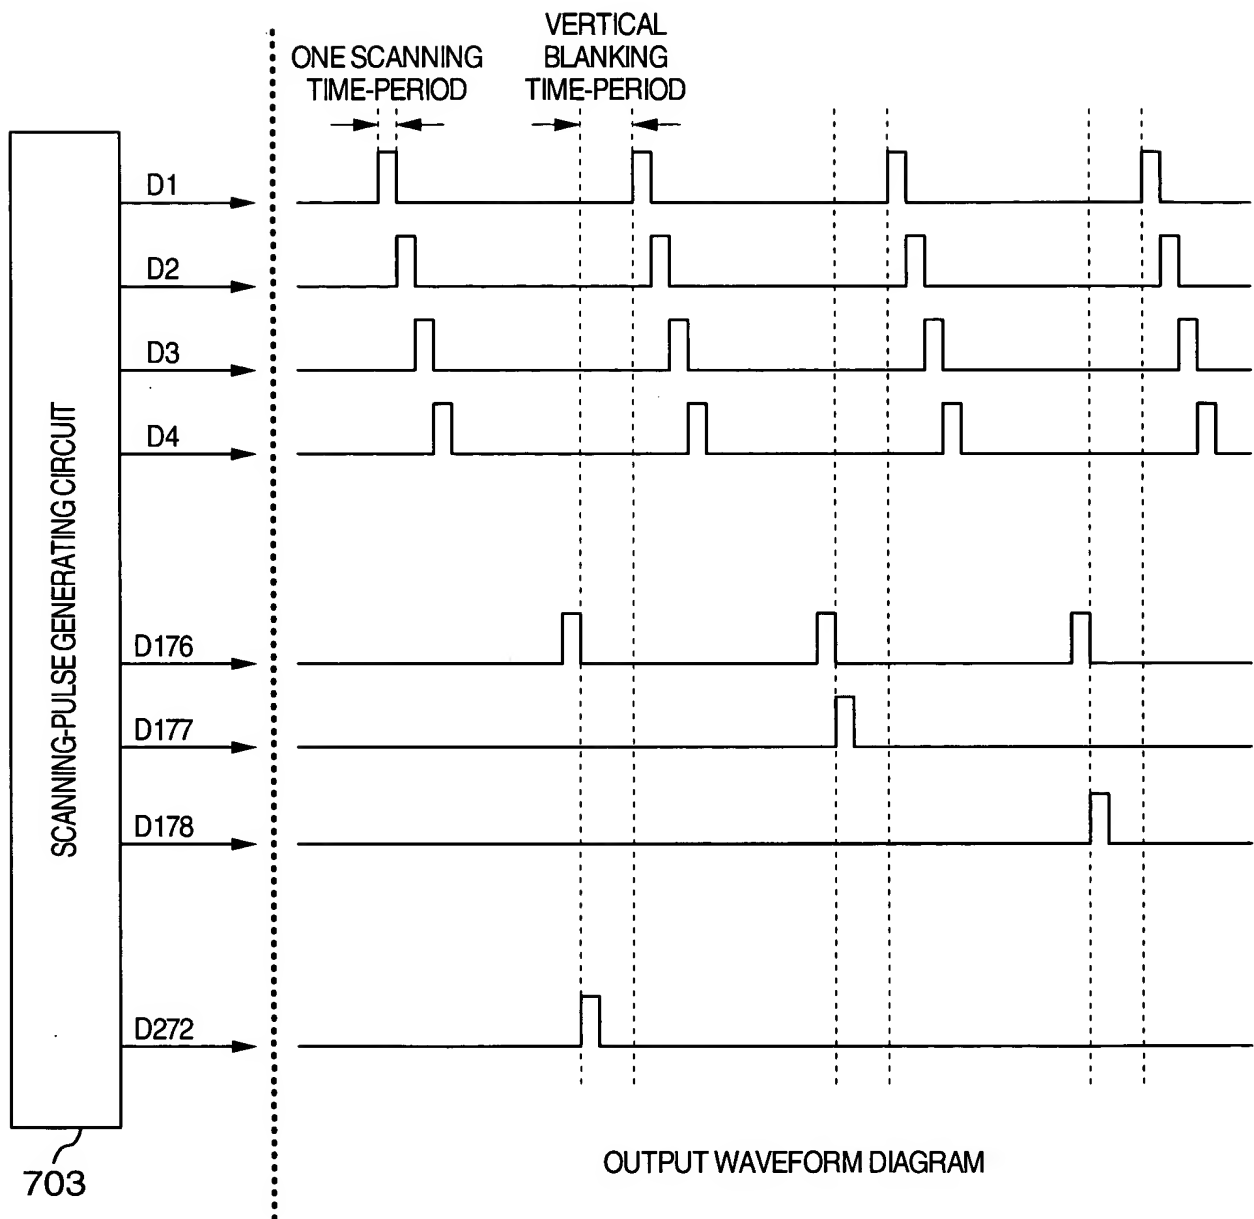 VERTICAL
BLANKING
TIME-PERIOD
ONE SCANNING
TIME-PERIOD
D1
D2
D3
D4
D176
D177
D178
D272
SCANNING-PULSE GENERATING CIRCUIT
703
OUTPUT WAVEFORM DIAGRAM